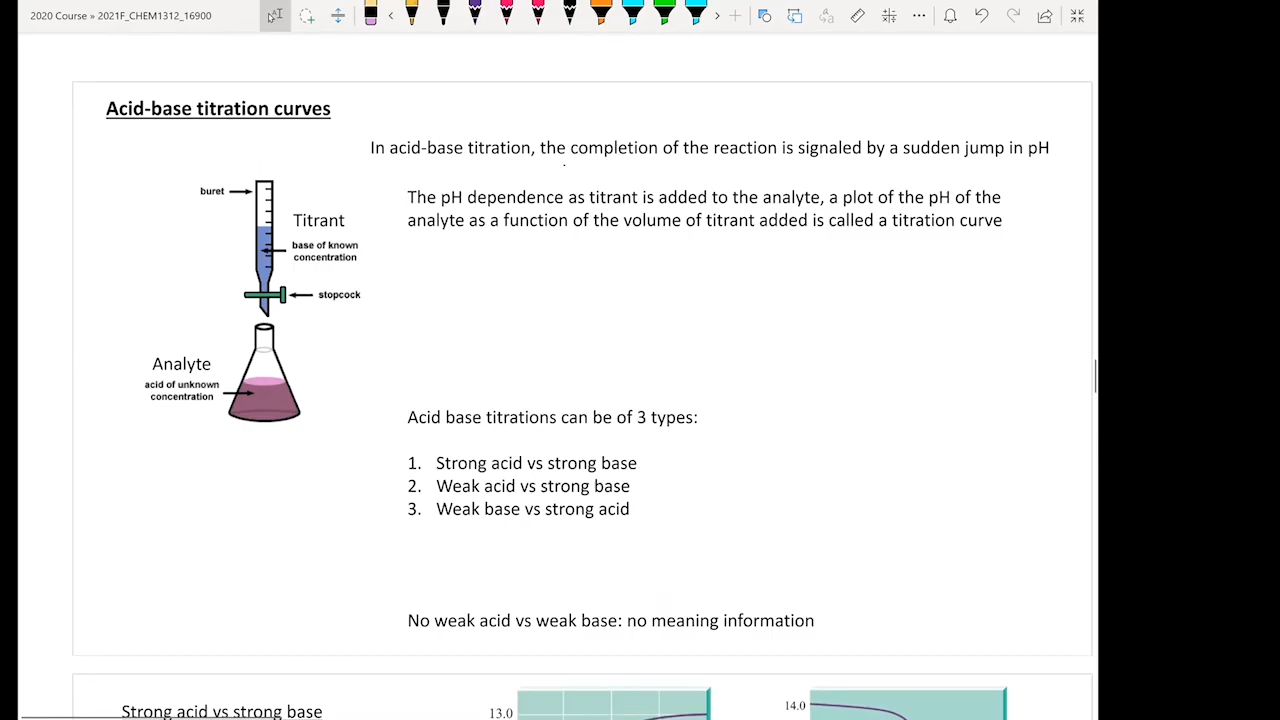 2020 Course » 2021F_CHEM1312_16900
Acid-base titration curves
In acid-base titration, the completion of the reaction is signaled by a sudden jump in pH
buret
The pH dependence as titrant is added to the analyte, a plot of the pH of the
analyte as a function of the volume of titrant added is called a titration curve
Titrant
base of known
concentration
stopcock
Analyte
acid of unknown
concentration
Acid base titrations can be of 3 types:
1. Strong acid vs strong base
2. Weak acid vs strong base
3. Weak base vs strong acid
No weak acid vs weak base: no meaning information
Strong acid vs strong base
13.0
14.0